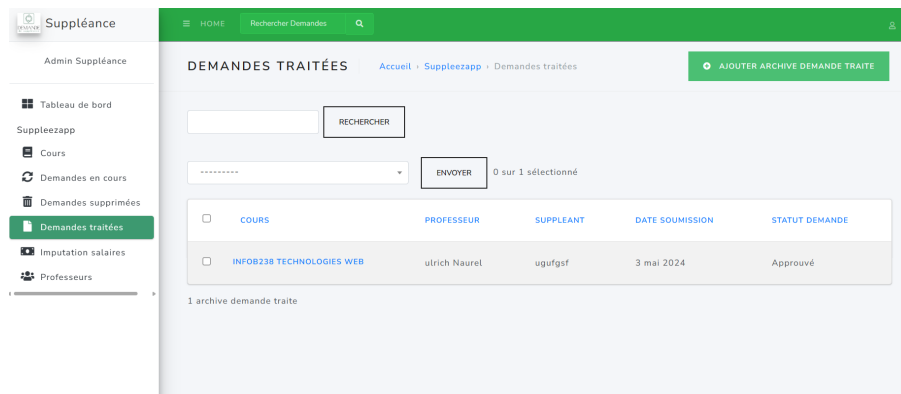 Suppléance
HOME
Rechercher Demandes
Admin Suppléance
DEMANDES TRAITÉES
Accueil › Suppleezapp › Demandes traitées
AJOUTER ARCHIVE DEMANDE TRAITE
Tableau de bord
Suppleezapp
Cours
Demandes en cours
Demandes supprimées
Demandes traitées
Imputation salaires
Professeurs
RECHERCHER
---------
ENVOYER
0 sur 1 sélectionné
COURS PROFESSEUR SUPPLEANT DATE SOUMISSION STATUT DEMANDE
INFOB238 TECHNOLOGIES WEB ulrich Naurel ugufgsf 3 mai 2024 Approuvé
1 archive demande traite